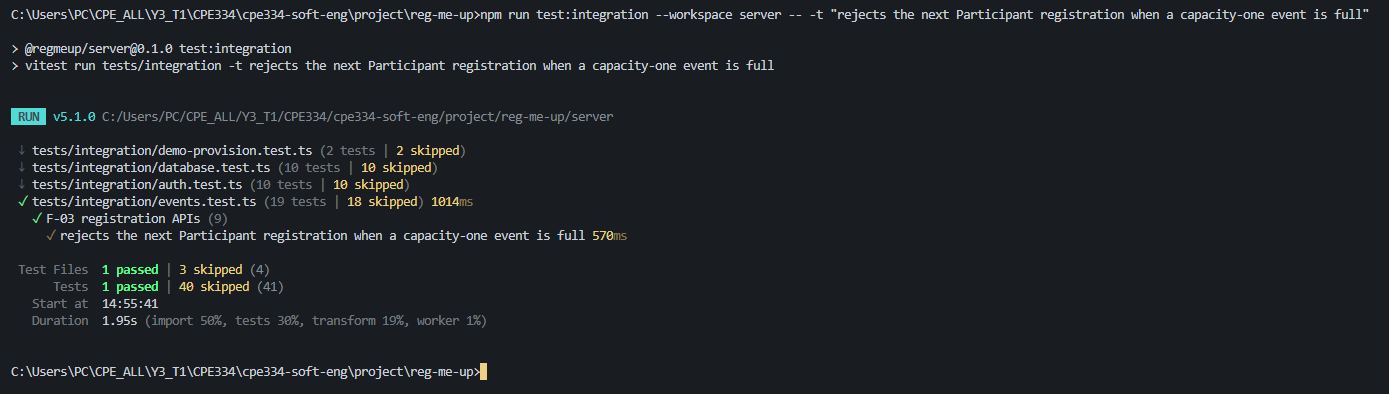 C:\Users\PC\CPE_ALL\Y3_T1\CPE334\cpe334-soft-eng\project\reg-me-up>npm run test:integration --workspace server -- -t "rejects the next Participant registration when a capacity-one event is full"
> @regmeup/server@0.1.0 test:integration
> vitest run tests/integration -t rejects the next Participant registration when a capacity-one event is full
RUN v5.1.0 C:/Users/PC/CPE_ALL/Y3_T1/CPE334/cpe334-soft-eng/project/reg-me-up/server
↓ tests/integration/demo-provision.test.ts (2 tests | 2 skipped)
↓ tests/integration/database.test.ts (10 tests | 10 skipped)
↓ tests/integration/auth.test.ts (10 tests | 10 skipped)
✓ tests/integration/events.test.ts (19 tests | 18 skipped) 1014ms
✓ F-03 registration APIs (9)
✓ rejects the next Participant registration when a capacity-one event is full 570ms
Test Files 1 passed | 3 skipped (4)
Tests 1 passed | 40 skipped (41)
Start at 14:55:41
Duration 1.95s (import 50%, tests 30%, transform 19%, worker 1%)
C:\Users\PC\CPE_ALL\Y3_T1\CPE334\cpe334-soft-eng\project\reg-me-up>